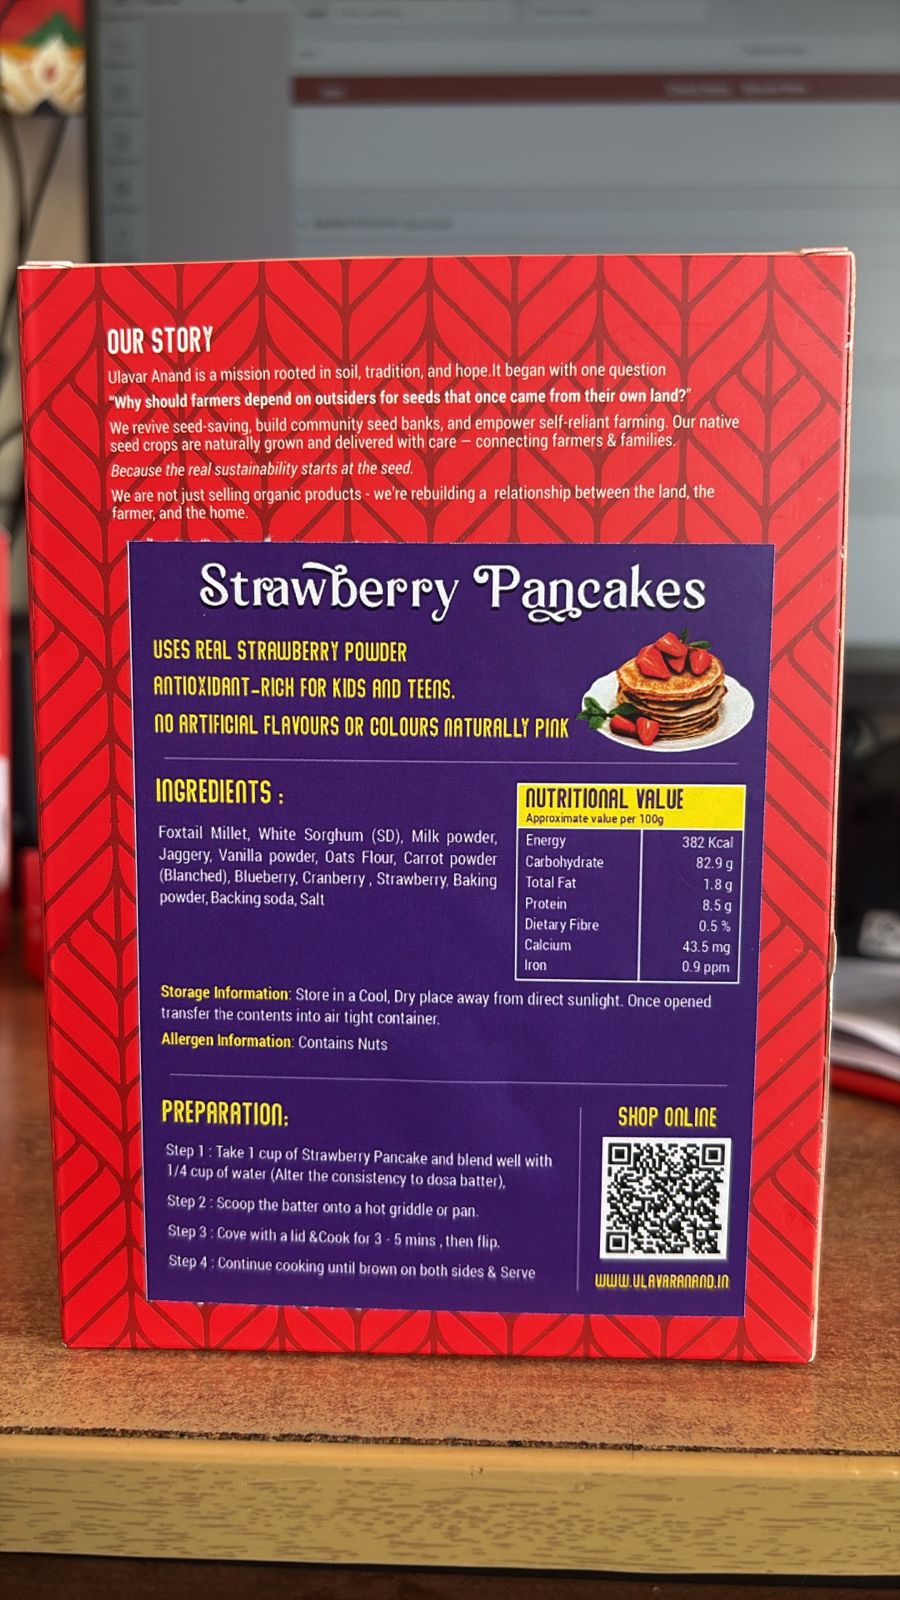 OUR STORY
Ulavar Anand is a mission rooted in soil, tradition, and hope.It began with one question
"Why should farmers depend on outsiders for seeds that once came from their own land?"
We revive seed-saving, build community seed banks, and empower self-reliant farming. Our native
seed crops are naturally grown and delivered with care – connecting farmers & families.
Because the real sustainability starts at the seed.
We are not just selling organic products - we're rebuilding a relationship between the land, the
farmer, and the home.
Strawberry Pancakes
USES REAL STRAWBERRY POWDER
ANTIOXIDANT-RICH FOR KIDS AND TEENS.
NO ARTIFICIAL FLAVOURS OR COLOURS NATURALLY PINK
INGREDIENTS :
Foxtail Millet, White Sorghum (SD), Milk powder,
Jaggery, Vanilla powder, Oats Flour, Carrot powder
(Blanched), Blueberry, Cranberry , Strawberry, Baking
powder, Backing soda, Salt
NUTRITIONAL VALUE
Approximate value per 100g
Energy 382 Kcal
Carbohydrate 82.9 g
Total Fat 1.8 g
Protein 8.5 g
Dietary Fibre 0.5 %
Calcium 43.5 mg
Iron 0.9 ppm
Storage Information: Store in a Cool, Dry place away from direct sunlight. Once opened
transfer the contents into air tight container.
Allergen Information: Contains Nuts
PREPARATION:
Step 1 : Take 1 cup of Strawberry Pancake and blend well with
1/4 cup of water (Alter the consistency to dosa batter),
Step 2 : Scoop the batter onto a hot griddle or pan.
Step 3 : Cove with a lid &Cook for 3 - 5 mins , then flip.
Step 4 : Continue cooking until brown on both sides & Serve
SHOP ONLINE
WWW.ULAVARANAND.IN